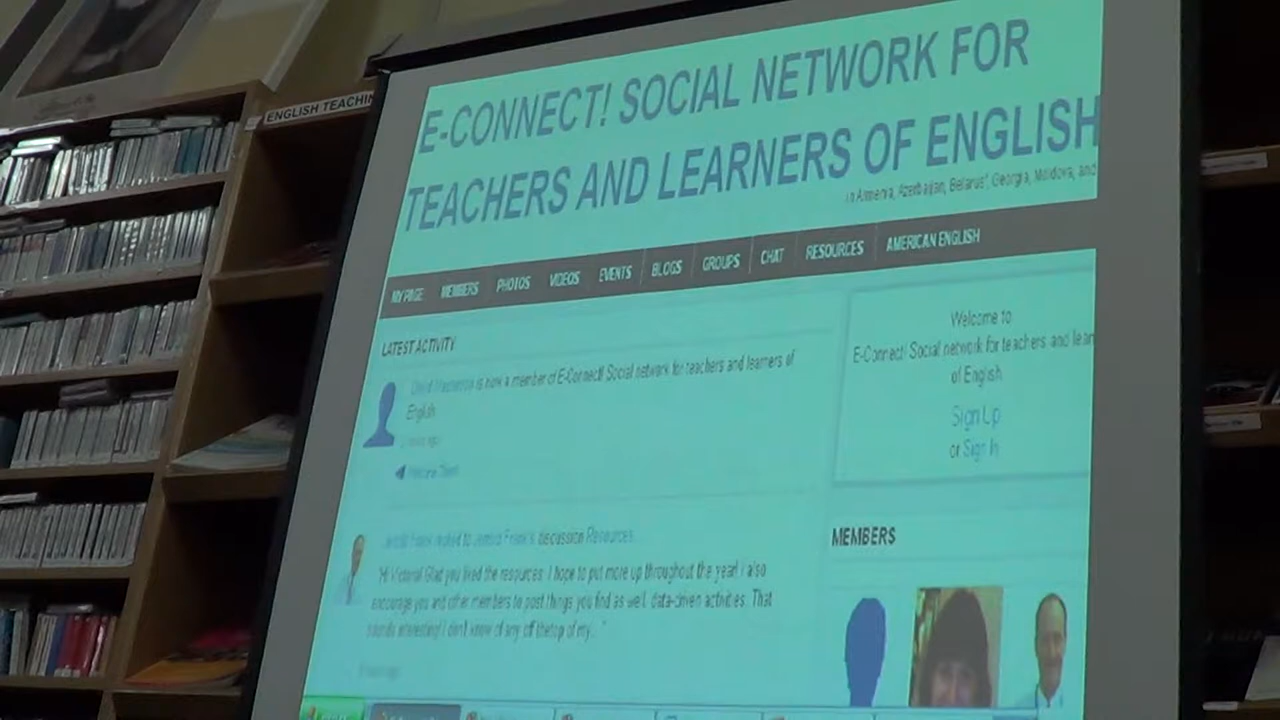 ENGLISH TEACHIN
E-CONNECT! SOCIAL NETWORK FOR
TEACHERS AND LEARNERS OF ENGLISH
in Armenia, Azerbaijan, Belarus*, Georgia, Moldova, and
MY PAGE MEMBERS PHOTOS VIDEOS EVENTS BLOGS GROUPS CHAT RESOURCES AMERICAN ENGLISH
LATEST ACTIVITY
is now a member of E-Connect! Social network for teachers and learners of
English
discussion Resources
"Hi Victoria! Glad you liked the resources. I hope to put more up throughout the year! I also
encourage you and other members to post things you find as well. data-driven activities. That
sounds interesting! I don't know of any off the top of my..."
Welcome to
E-Connect! Social network for teachers and lear
of English
Sign Up
or Sign In
MEMBERS